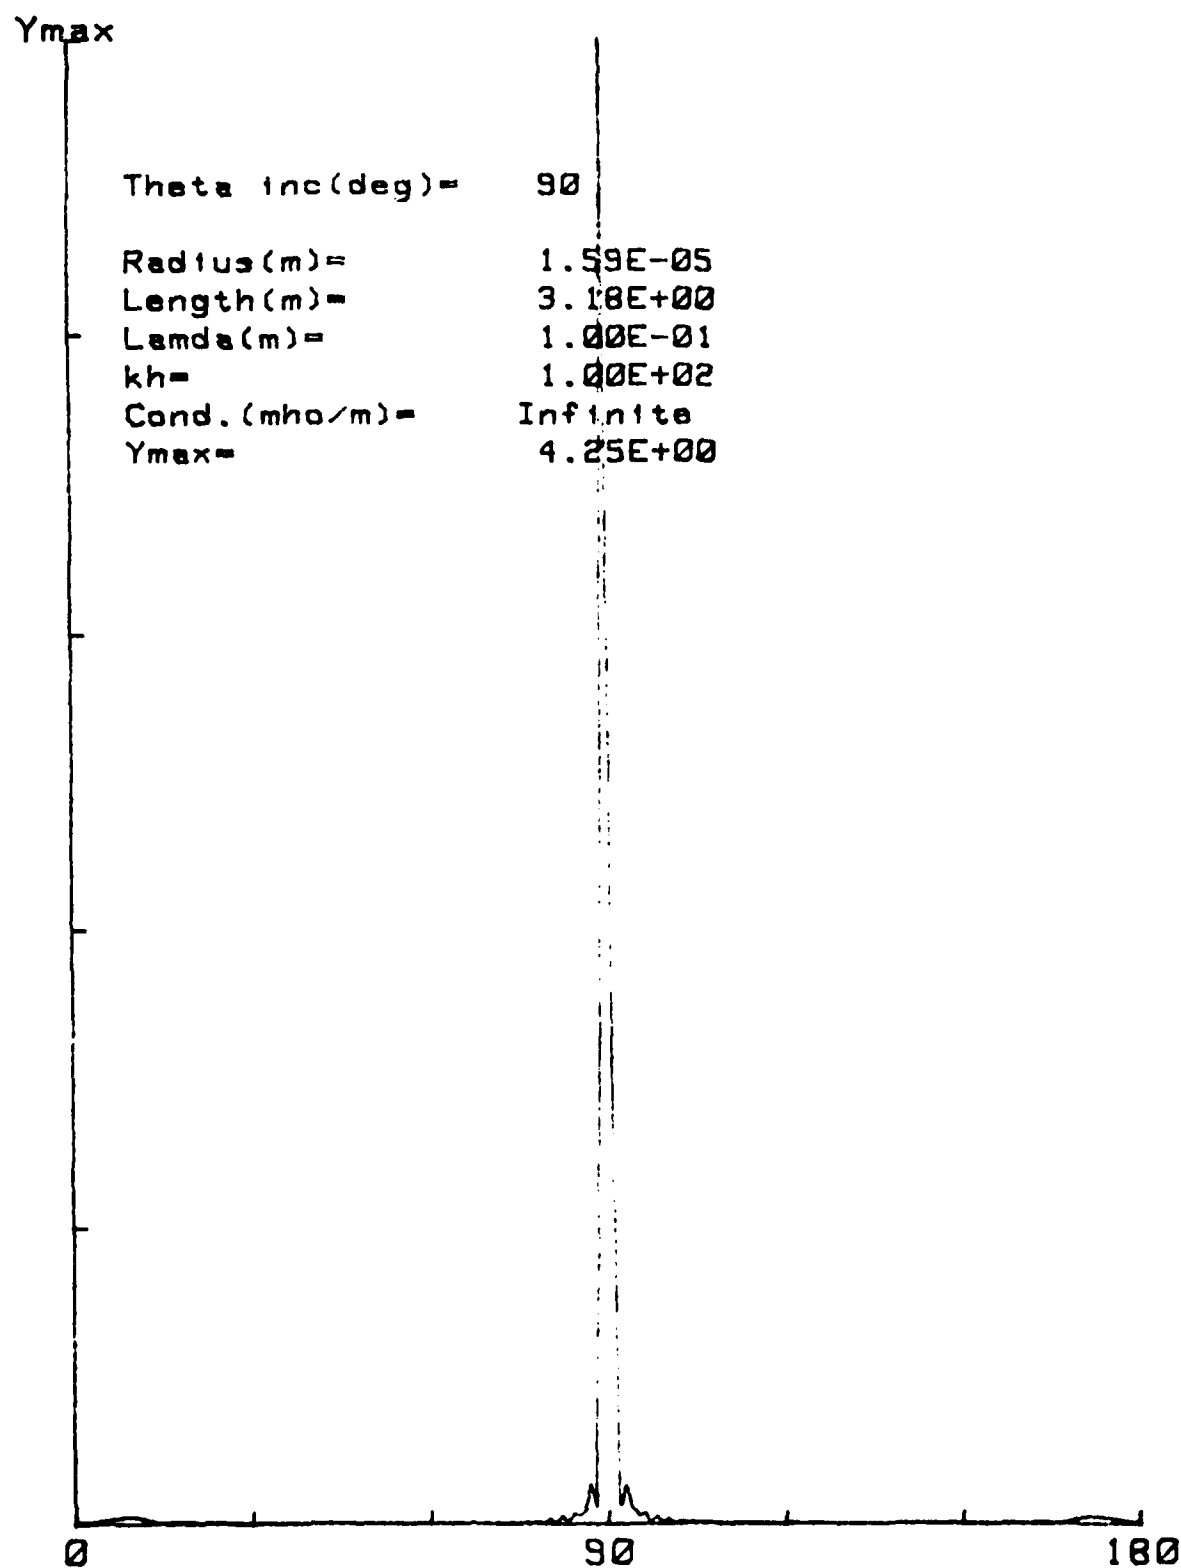 Ymax
Theta inc(deg)= 90
Radius(m)= 1.59E-05
Length(m)= 3.18E+00
Lamda(m)= 1.00E-01
kh= 1.00E+02
Cond.(mho/m)= Infinite
Ymax= 4.25E+00
0 90 180